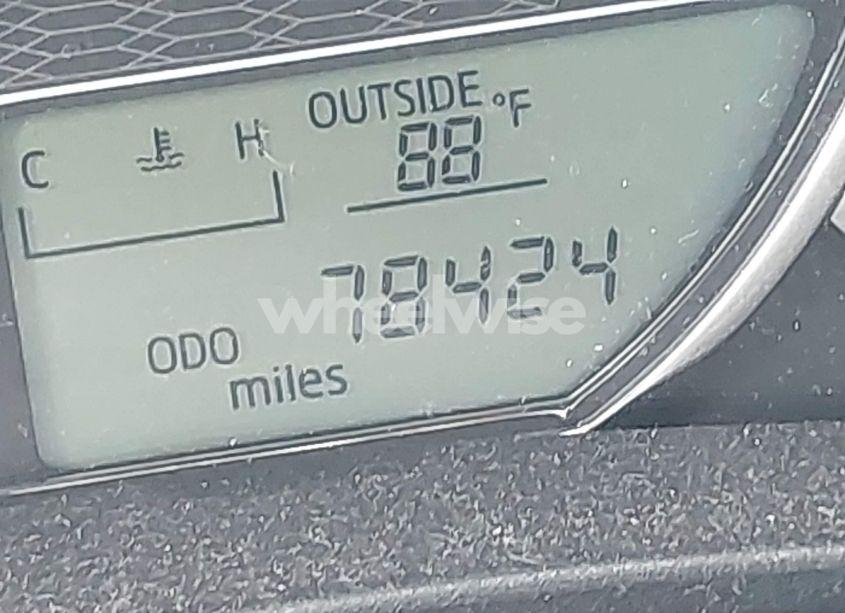 OUTSIDE °F
C H 88
78424
ODO
miles
wheelwise